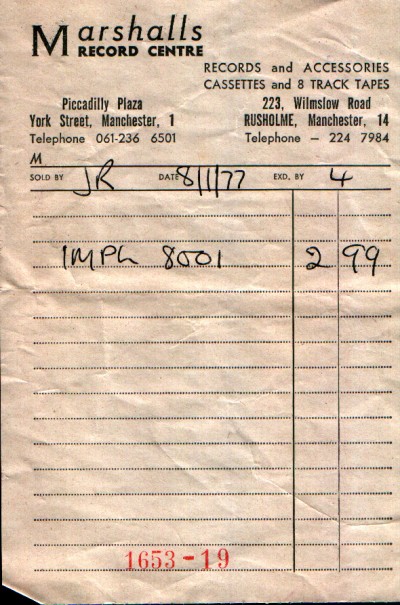 Marshalls
RECORD CENTRE
RECORDS and ACCESSORIES
CASSETTES and 8 TRACK TAPES
Piccadilly Plaza
York Street, Manchester, 1
Telephone 061-236 6501
223, Wilmslow Road
RUSHOLME, Manchester, 14
Telephone – 224 7984
M
SOLD BY JR DATE 8/1/77 EXD. BY 4
IMPL 8001 2 99
1653-19